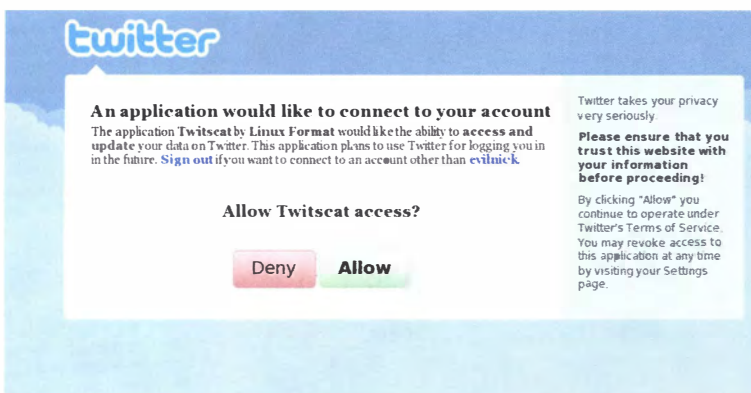 twitter
An application would like to connect to your account
The application Twitscat by Linux Format would like the ability to access and
update your data on Twitter. This application plans to use Twitter for logging you in
in the future. Sign out if you want to connect to an account other than evilnick
Allow Twitscat access?
Deny
Allow
Twitter takes your privacy
very seriously.
Please ensure that you
trust this website with
your information
before proceeding!
By clicking "Allow" you
continue to operate under
Twitter's Terms of Service.
You may revoke access to
this application at any time
by visiting your Settings
page.